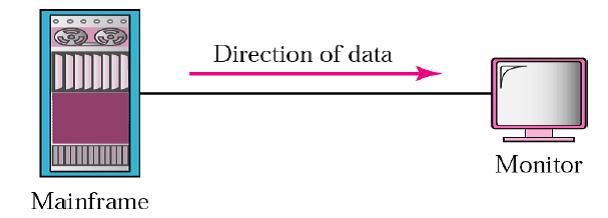 Direction of data
Monitor
Mainframe